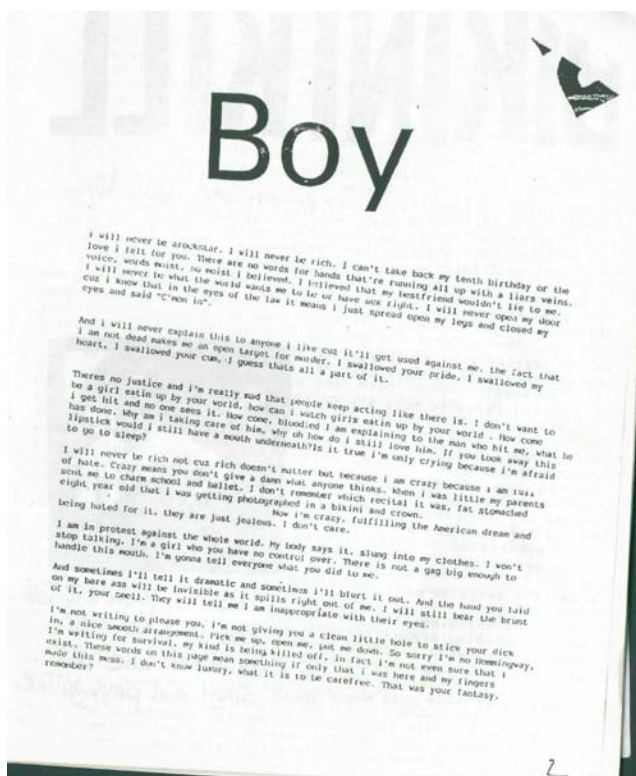 Boy
i will never be arockstar. I will never be rich. I can't take back my tenth birthday or the
love i felt for you. There are no words for hands that're running all up with a liars veins.
voice, words moist, so moist i believed. I believed that my bestfriend wouldn't lie to me.
I will never be what the world wants me to be or have sex right. I will never open my door
cuz i know that in the eyes of the law it means i just spread open my legs and closed my
eyes and said "C'mon in".
And i will never explain this to anyone i like cuz it'll get used against me. the fact that
i am not dead makes me an open target for murder. I swallowed your pride, I swallowed my
heart, I swallowed your cum, I guess thats all a part of it.
Theres no justice and i'm really mad that people keep acting like there is. I don't want to
be a girl eatin up by your world, how can i watch girls eatin up by your world . How come
i get hit and no one sees it. How come, bloodied I am explaining to the man who hit me, what he
has done. Why am i taking care of him, why oh how do i still love him. If you took away this
lipstick would i still have a mouth underneath?Is it true i'm only crying because i'm afraid
to go to sleep?
I will never be rich not cuz rich doesn't matter but because i am crazy because i am
of hate. Crazy means you don't give a damn what anyone thinks. When i was little my parents
sent me to charm school and ballet. I don't remember which recital it was, fat stomached
eight year old that i was getting photographed in a bikini and crown.
Now i'm crazy, fulfilling the American dream and
being hated for it, they are just jealous. I don't care.
I am in protest against the whole world. My body says it, slung into my clothes. I won't
stop talking, I'm a girl who you have no control over. There is not a gag big enough to
handle this mouth. I'm gonna tell everyone what you did to me.
And sometimes i'll tell it dramatic and sometimes i'll blurt it out. And the hand you laid
on my bare ass will be invisible as it spills right out of me. I will still bear the brunt
of it, your smell. They will tell me I am inappropriate with their eyes.
I'm not writing to please you, i'm not giving you a clean little hole to stick your dick
in, a nice smooth arrangement. Pick me up, open me, put me down. So sorry I'm no Hemmingway,
I'm writing for survival, my kind is being killed off, in fact i'm not even sure that i
exist. These words on this page mean something if only that i was here and my fingers
made this mess. I don't know luxury, what it is to be carefree. That was your fantasy,
remember?
2